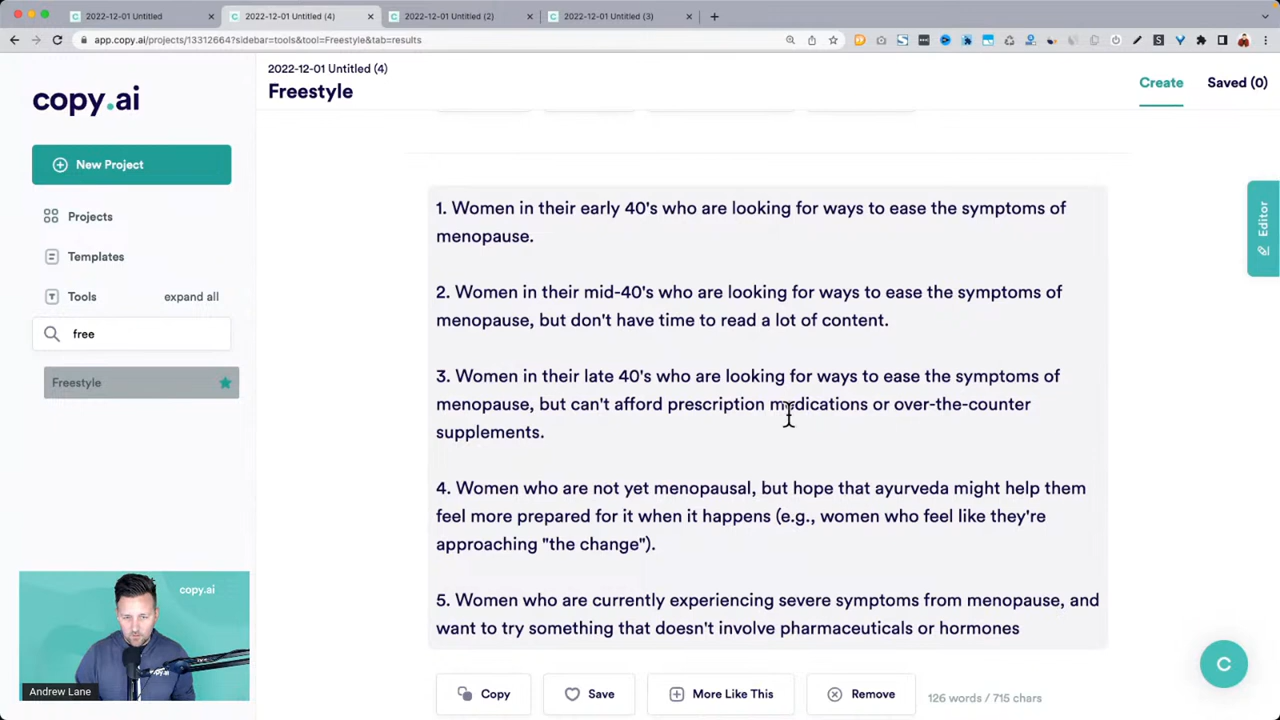 2022-12-01 Untitled
2022-12-01 Untitled (4)
2022-12-01 Untitled (2)
2022-12-01 Untitled (3)
app.copy.ai/projects/13312664?sidebar=tools&tool=Freestyle&tab=results
copy.ai
New Project
Projects
Templates
Tools
expand all
free
Freestyle
2022-12-01 Untitled (4)
Freestyle
Create
Saved (0)
Editor
1. Women in their early 40's who are looking for ways to ease the symptoms of
menopause.
2. Women in their mid-40's who are looking for ways to ease the symptoms of
menopause, but don't have time to read a lot of content.
3. Women in their late 40's who are looking for ways to ease the symptoms of
menopause, but can't afford prescription medications or over-the-counter
supplements.
4. Women who are not yet menopausal, but hope that ayurveda might help them
feel more prepared for it when it happens (e.g., women who feel like they're
approaching "the change").
5. Women who are currently experiencing severe symptoms from menopause, and
want to try something that doesn't involve pharmaceuticals or hormones
Copy
Save
More Like This
Remove
126 words / 715 chars
C
copy.ai
Andrew Lane